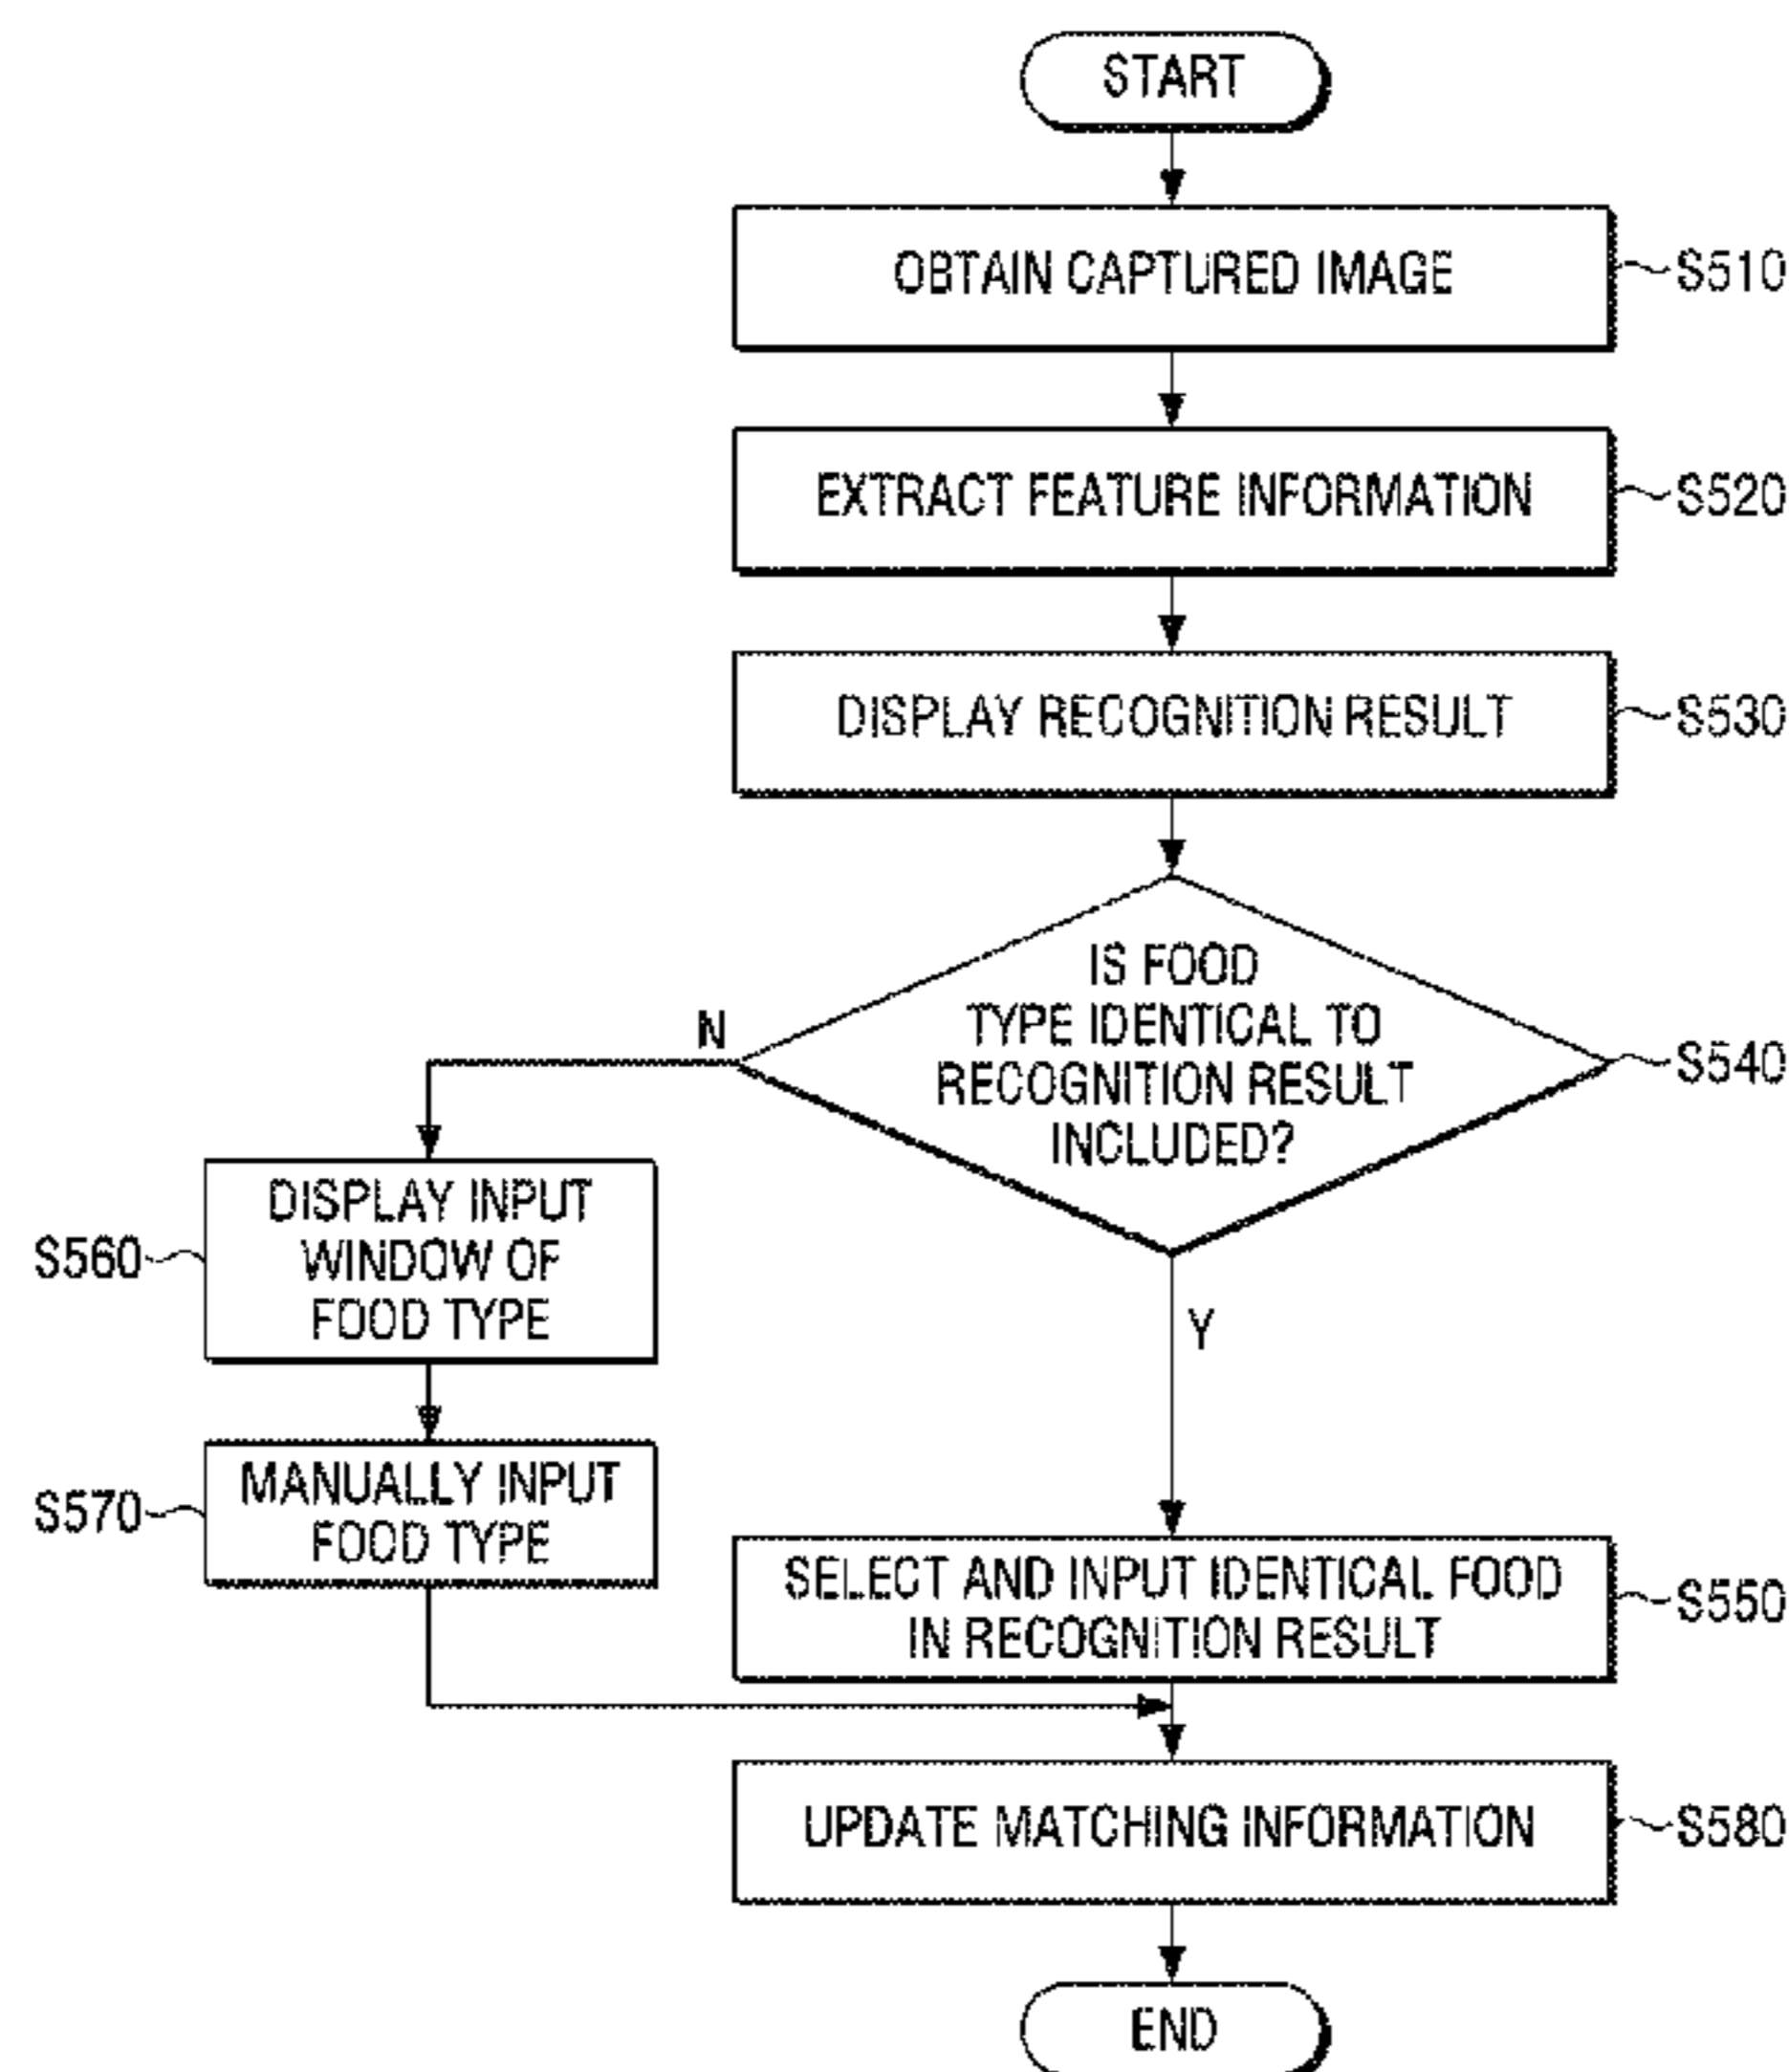 START
OBTAIN CAPTURED IMAGE
S510
EXTRACT FEATURE INFORMATION
S520
DISPLAY RECOGNITION RESULT
S530
IS FOOD
TYPE IDENTICAL TO
RECOGNITION RESULT
INCLUDED?
S540
N
DISPLAY INPUT
WINDOW OF
FOOD TYPE
S560
Y
MANUALLY INPUT
FOOD TYPE
S570
SELECT AND INPUT IDENTICAL FOOD
IN RECOGNITION RESULT
S550
UPDATE MATCHING INFORMATION
S580
END